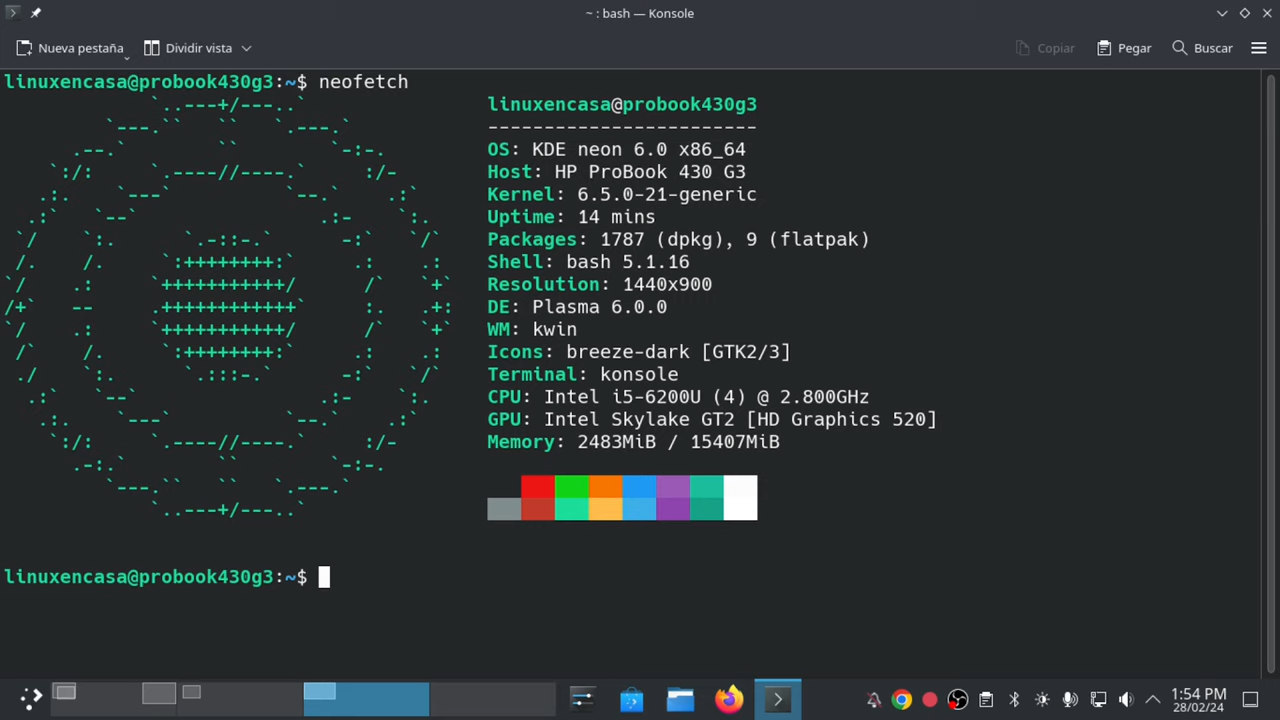 ~ : bash — Konsole
Nueva pestaña
Dividir vista
Copiar
Pegar
Buscar
linuxencasa@probook430g3:~$ neofetch
linuxencasa@probook430g3
------------------------
OS: KDE neon 6.0 x86_64
Host: HP ProBook 430 G3
Kernel: 6.5.0-21-generic
Uptime: 14 mins
Packages: 1787 (dpkg), 9 (flatpak)
Shell: bash 5.1.16
Resolution: 1440x900
DE: Plasma 6.0.0
WM: kwin
Icons: breeze-dark [GTK2/3]
Terminal: konsole
CPU: Intel i5-6200U (4) @ 2.800GHz
GPU: Intel Skylake GT2 [HD Graphics 520]
Memory: 2483MiB / 15407MiB
linuxencasa@probook430g3:~$
1:54 PM
28/02/24